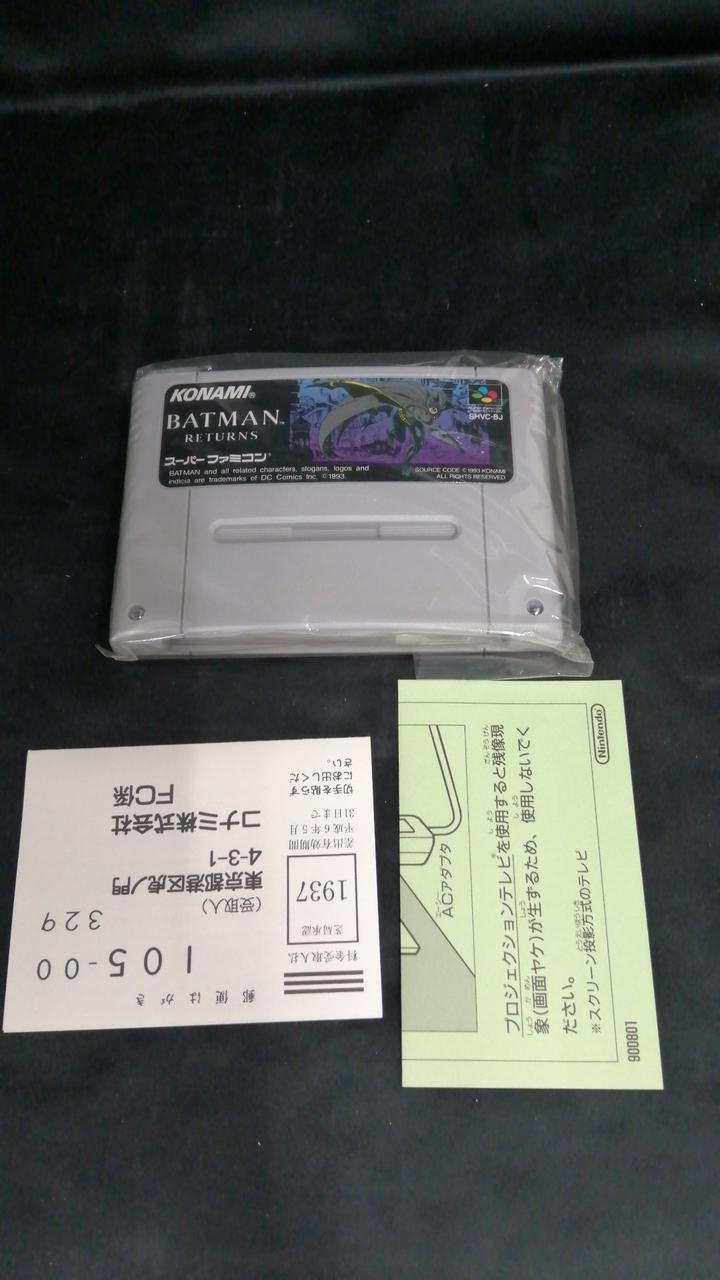 KONAMI®
BATMAN™
RETURNS
スーパーファミコン®
BATMAN and all related characters, slogans, logos and
indicia are trademarks of DC Comics Inc. ©1993.
SHVC-BJ
SOURCE CODE ©1993 KONAMI
ALL RIGHTS RESERVED.
郵便はがき
105-00
329
(受取人)
東京都港区虎ノ門
4-3-1
コナミ株式会社
FC係
料金受取人払
芝局承認
1937
差出有効期間
平成6年5月
31日まで
切手を貼らず
にお出しくだ
さい。
エーシー
ACアダプタ
プロジェクションテレビ※を使用すると残像現
象(画面ヤケ)が生ずるため、使用しないでく
ださい。
※スクリーン投影方式のテレビ
Nintendo®
900801